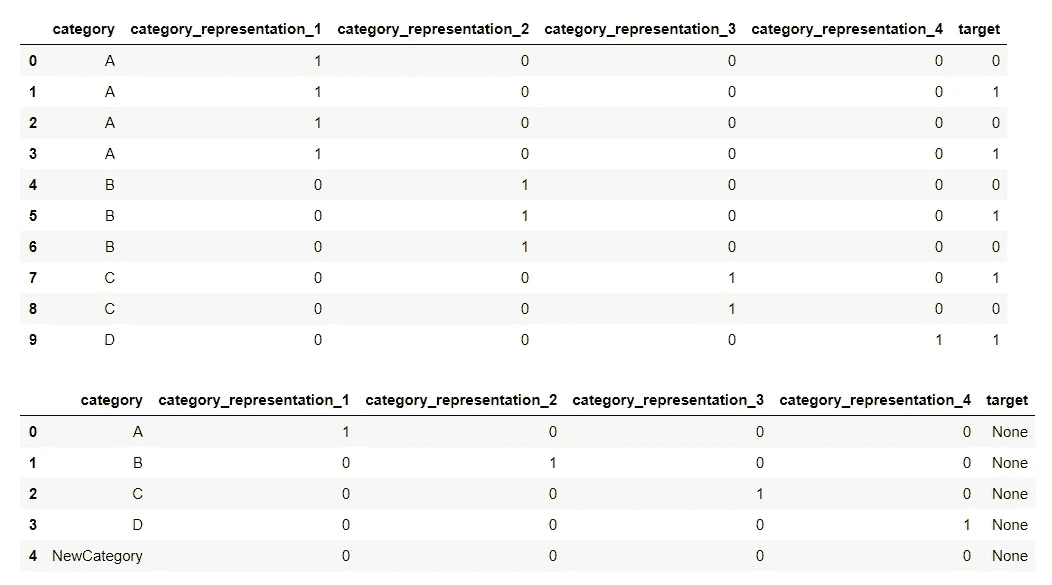 category category_representation_1 category_representation_2 category_representation_3 category_representation_4 target
0 A 1 0 0 0 0
1 A 1 0 0 0 1
2 A 1 0 0 0 0
3 A 1 0 0 0 1
4 B 0 1 0 0 0
5 B 0 1 0 0 1
6 B 0 1 0 0 0
7 C 0 0 1 0 1
8 C 0 0 1 0 0
9 D 0 0 0 1 1
category category_representation_1 category_representation_2 category_representation_3 category_representation_4 target
0 A 1 0 0 0 None
1 B 0 1 0 0 None
2 C 0 0 1 0 None
3 D 0 0 0 1 None
4 NewCategory 0 0 0 0 None